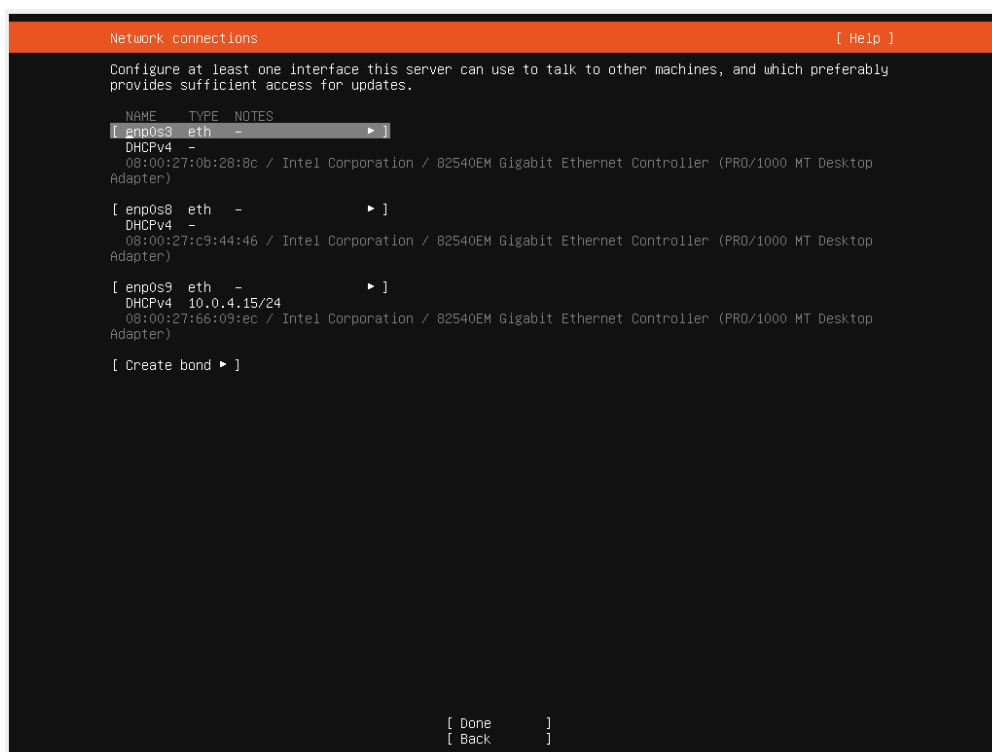 Network connections [ Help ]
Configure at least one interface this server can use to talk to other machines, and which preferably
provides sufficient access for updates.
NAME TYPE NOTES
[ enp0s3 eth - ▸ ]
DHCPv4 -
08:00:27:0b:28:8c / Intel Corporation / 82540EM Gigabit Ethernet Controller (PRO/1000 MT Desktop
Adapter)
[ enp0s8 eth - ▸ ]
DHCPv4 -
08:00:27:c9:44:46 / Intel Corporation / 82540EM Gigabit Ethernet Controller (PRO/1000 MT Desktop
Adapter)
[ enp0s9 eth - ▸ ]
DHCPv4 10.0.4.15/24
08:00:27:66:09:ec / Intel Corporation / 82540EM Gigabit Ethernet Controller (PRO/1000 MT Desktop
Adapter)
[ Create bond ▸ ]
[ Done ]
[ Back ]